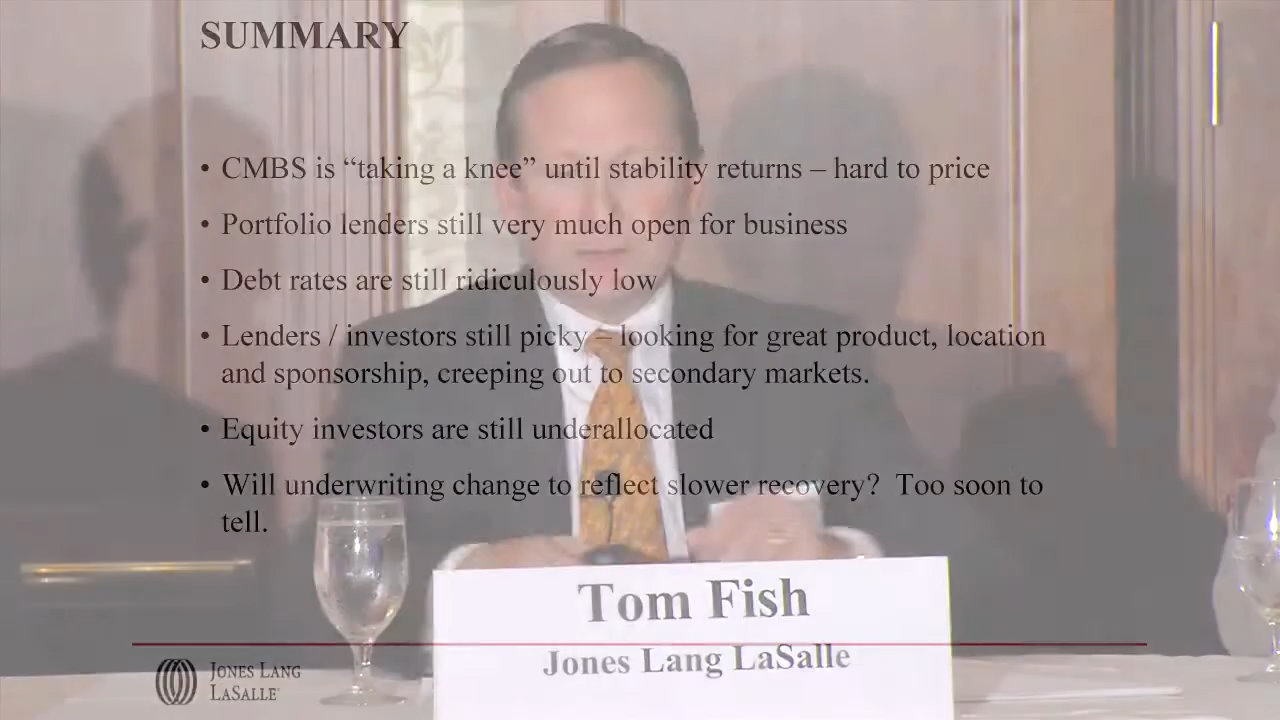 SUMMARY
• CMBS is “taking a knee” until stability returns – hard to price
• Portfolio lenders still very much open for business
• Debt rates are still ridiculously low
• Lenders / investors still picky – looking for great product, location
and sponsorship, creeping out to secondary markets.
• Equity investors are still underallocated
• Will underwriting change to reflect slower recovery? Too soon to
tell.
Tom Fish
Jones Lang LaSalle
JONES LANG
LASALLE